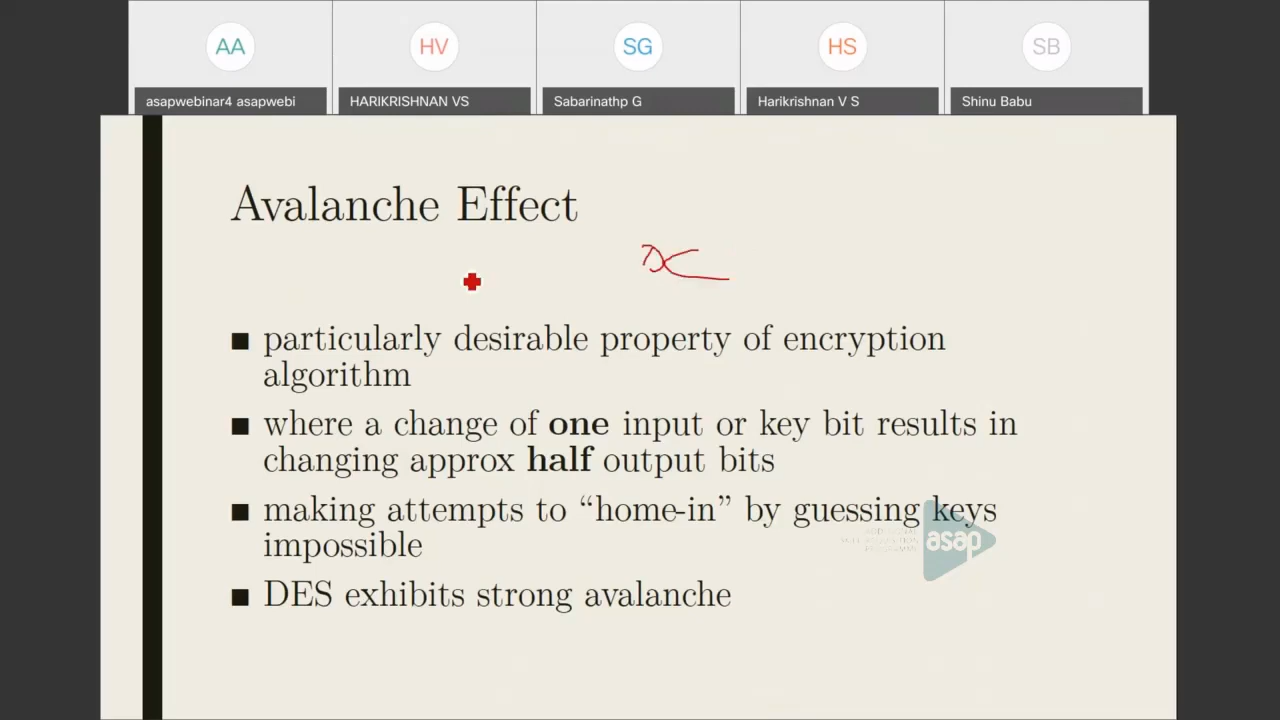 AA
HV
SG
HS
SB
asapwebinar4 asapwebi
HARIKRISHNAN VS
Sabarinathp G
Harikrishnan V S
Shinu Babu
Avalanche Effect
■ particularly desirable property of encryption
algorithm
■ where a change of one input or key bit results in
changing approx half output bits
■ making attempts to “home-in” by guessing keys
impossible
asap
■ DES exhibits strong avalanche